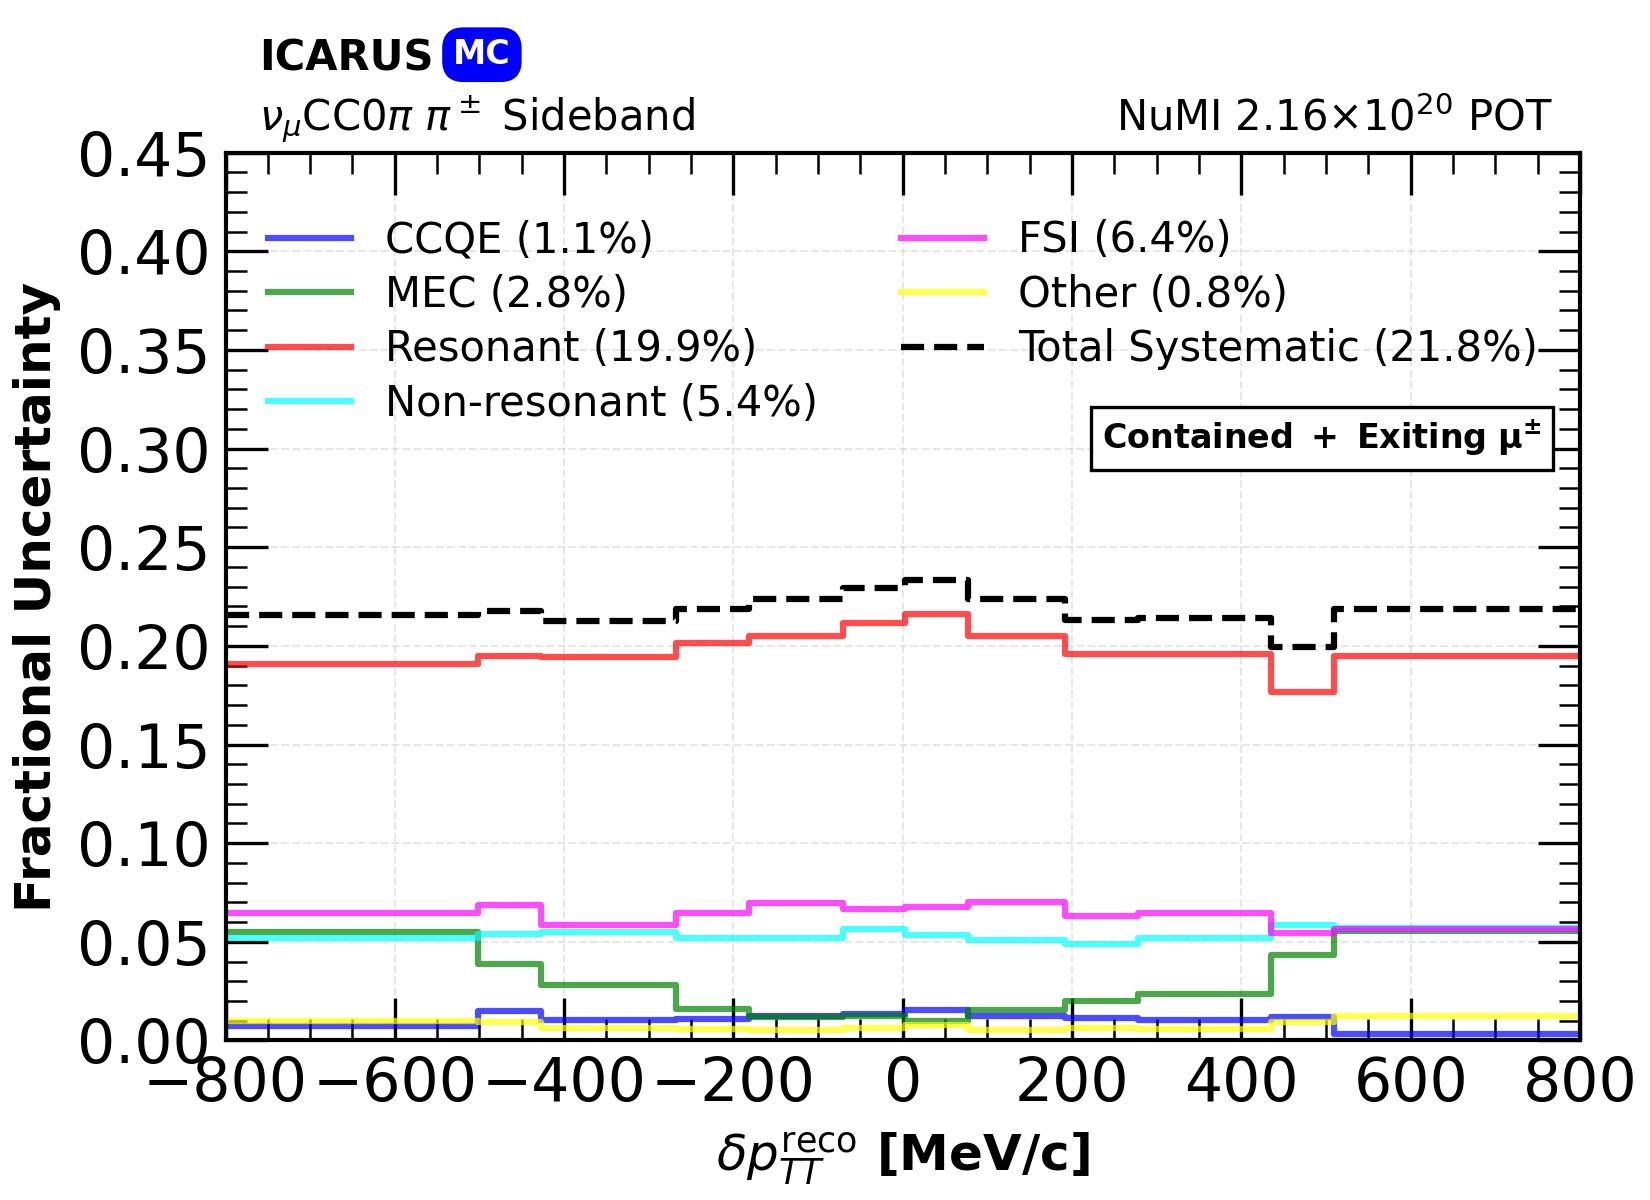 ICARUS MC
νμCC0π π± Sideband
NuMI 2.16×10²⁰ POT
0.45
0.40
0.35
0.30
0.25
0.20
0.15
0.10
0.05
0.00
Fractional Uncertainty
CCQE (1.1%)
MEC (2.8%)
Resonant (19.9%)
Non-resonant (5.4%)
FSI (6.4%)
Other (0.8%)
Total Systematic (21.8%)
Contained + Exiting μ±
−800 −600 −400 −200 0 200 400 600 800
δp_TT^reco [MeV/c]